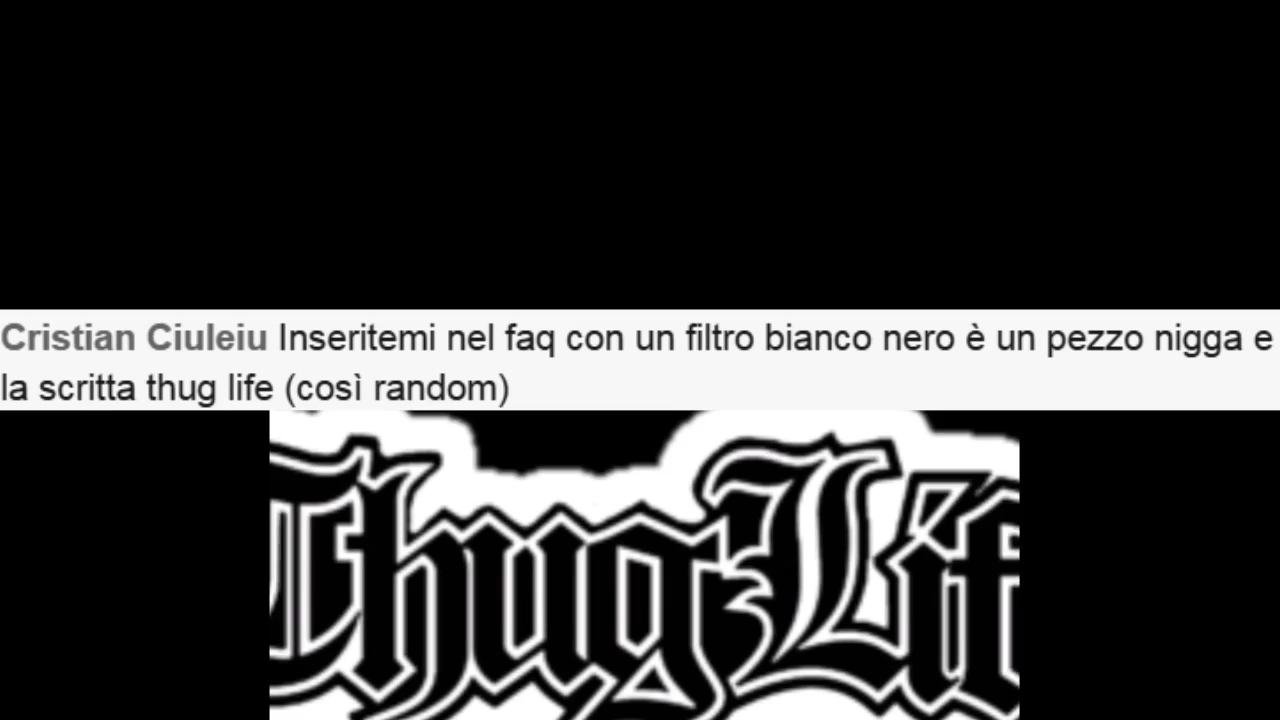 Cristian Ciuleiu Inseritemi nel faq con un filtro bianco nero è un pezzo nigga e
la scritta thug life (così random)
Thug Lif